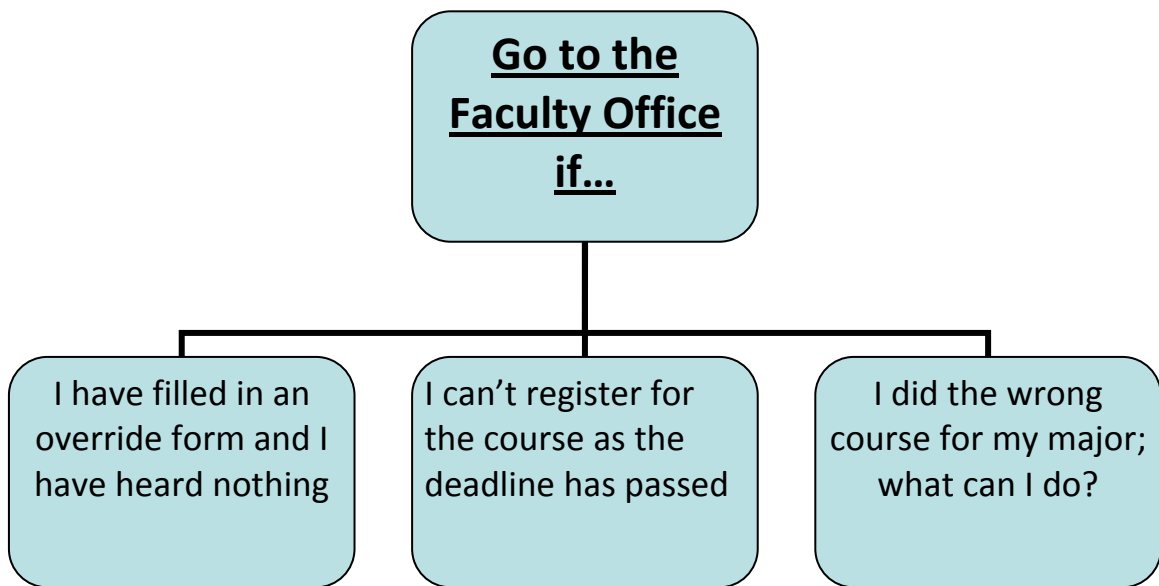 Go to the
Faculty Office
if…
I have filled in an
override form and I
have heard nothing
I can’t register for
the course as the
deadline has passed
I did the wrong
course for my major;
what can I do?